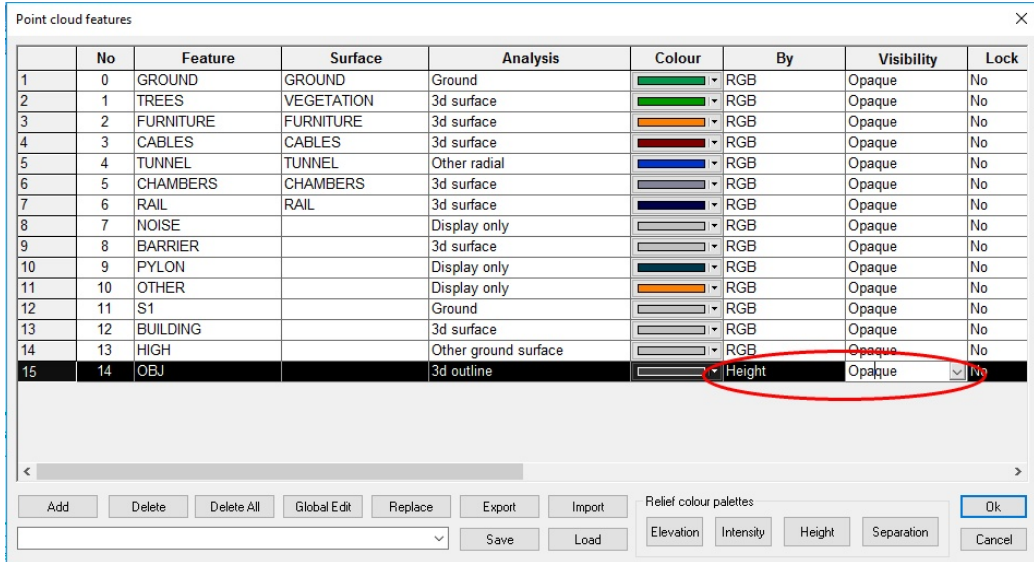 Point cloud features
No Feature Surface Analysis Colour By Visibility Lock
1 0 GROUND GROUND Ground RGB Opaque No
2 1 TREES VEGETATION 3d surface RGB Opaque No
3 2 FURNITURE FURNITURE 3d surface RGB Opaque No
4 3 CABLES CABLES 3d surface RGB Opaque No
5 4 TUNNEL TUNNEL Other radial RGB Opaque No
6 5 CHAMBERS CHAMBERS 3d surface RGB Opaque No
7 6 RAIL RAIL 3d surface RGB Opaque No
8 7 NOISE Display only RGB Opaque No
9 8 BARRIER 3d surface RGB Opaque No
10 9 PYLON Display only RGB Opaque No
11 10 OTHER Display only RGB Opaque No
12 11 S1 Ground RGB Opaque No
13 12 BUILDING 3d surface RGB Opaque No
14 13 HIGH Other ground surface RGB Opaque No
15 14 OBJ 3d outline Height Opaque No
Relief colour palettes
Add Delete Delete All Global Edit Replace Export Import Elevation Intensity Height Separation Ok
Save Load Cancel